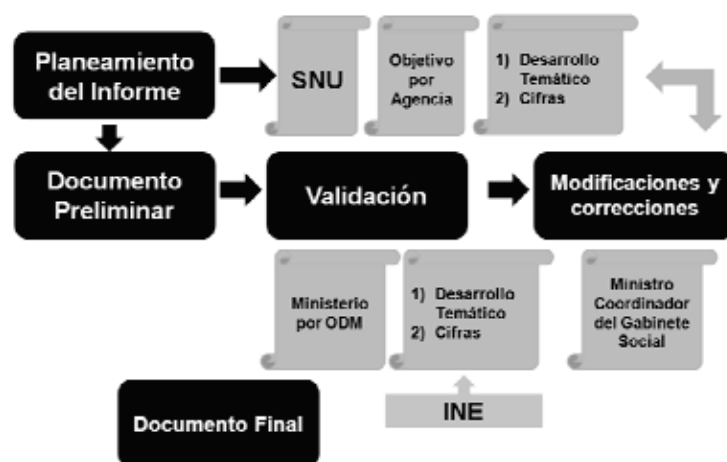 Planeamiento
del Informe
SNU
Objetivo
por
Agencia
1) Desarrollo
Temático
2) Cifras
Documento
Preliminar
Validación
Modificaciones y
correcciones
Ministerio
por ODM
1) Desarrollo
Temático
2) Cifras
Ministro
Coordinador
del Gabinete
Social
Documento Final
INE